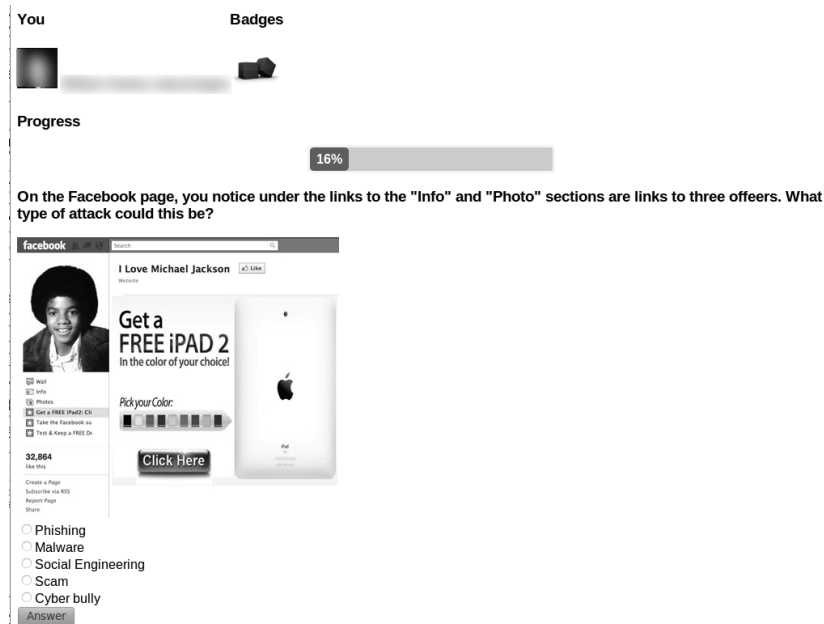 You Badges
Progress
16%
On the Facebook page, you notice under the links to the "Info" and "Photo" sections are links to three offeers. What
type of attack could this be?
facebook Search
I Love Michael Jackson Like
Website
Get a
FREE iPAD 2
In the color of your choice!
Pick your Color:
Click Here
iPad
Wall
Info
Photos
Get a FREE iPad2: Cli
Take the Facebook su
Test & Keep a FREE De
32,864
like this
Create a Page
Subscribe via RSS
Report Page
Share
Phishing
Malware
Social Engineering
Scam
Cyber bully
Answer